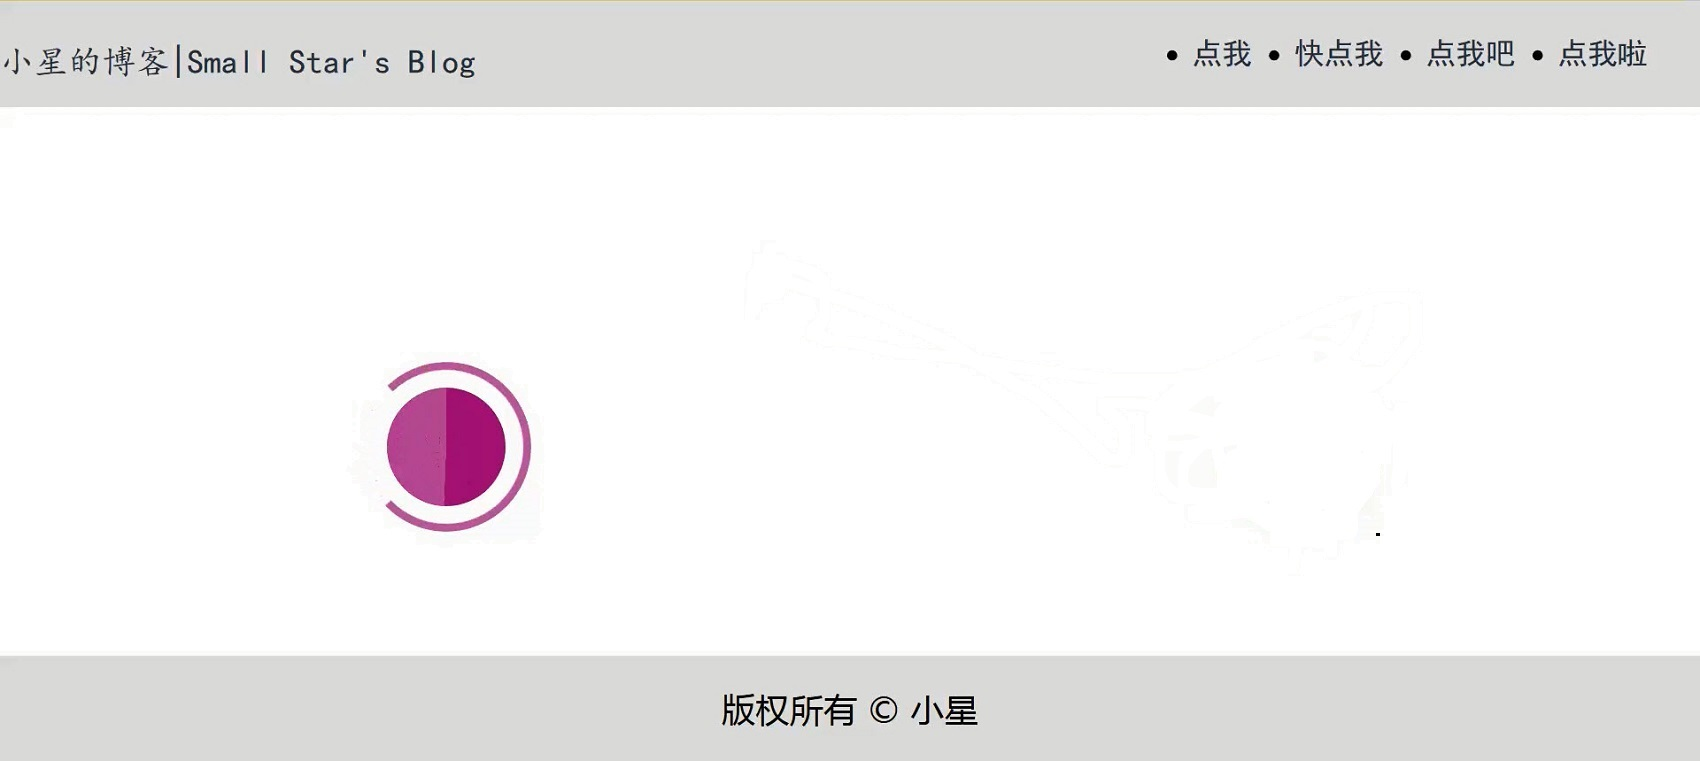 小星的博客|Small Star's Blog
• 点我 • 快点我 • 点我吧 • 点我啦
版权所有 © 小星